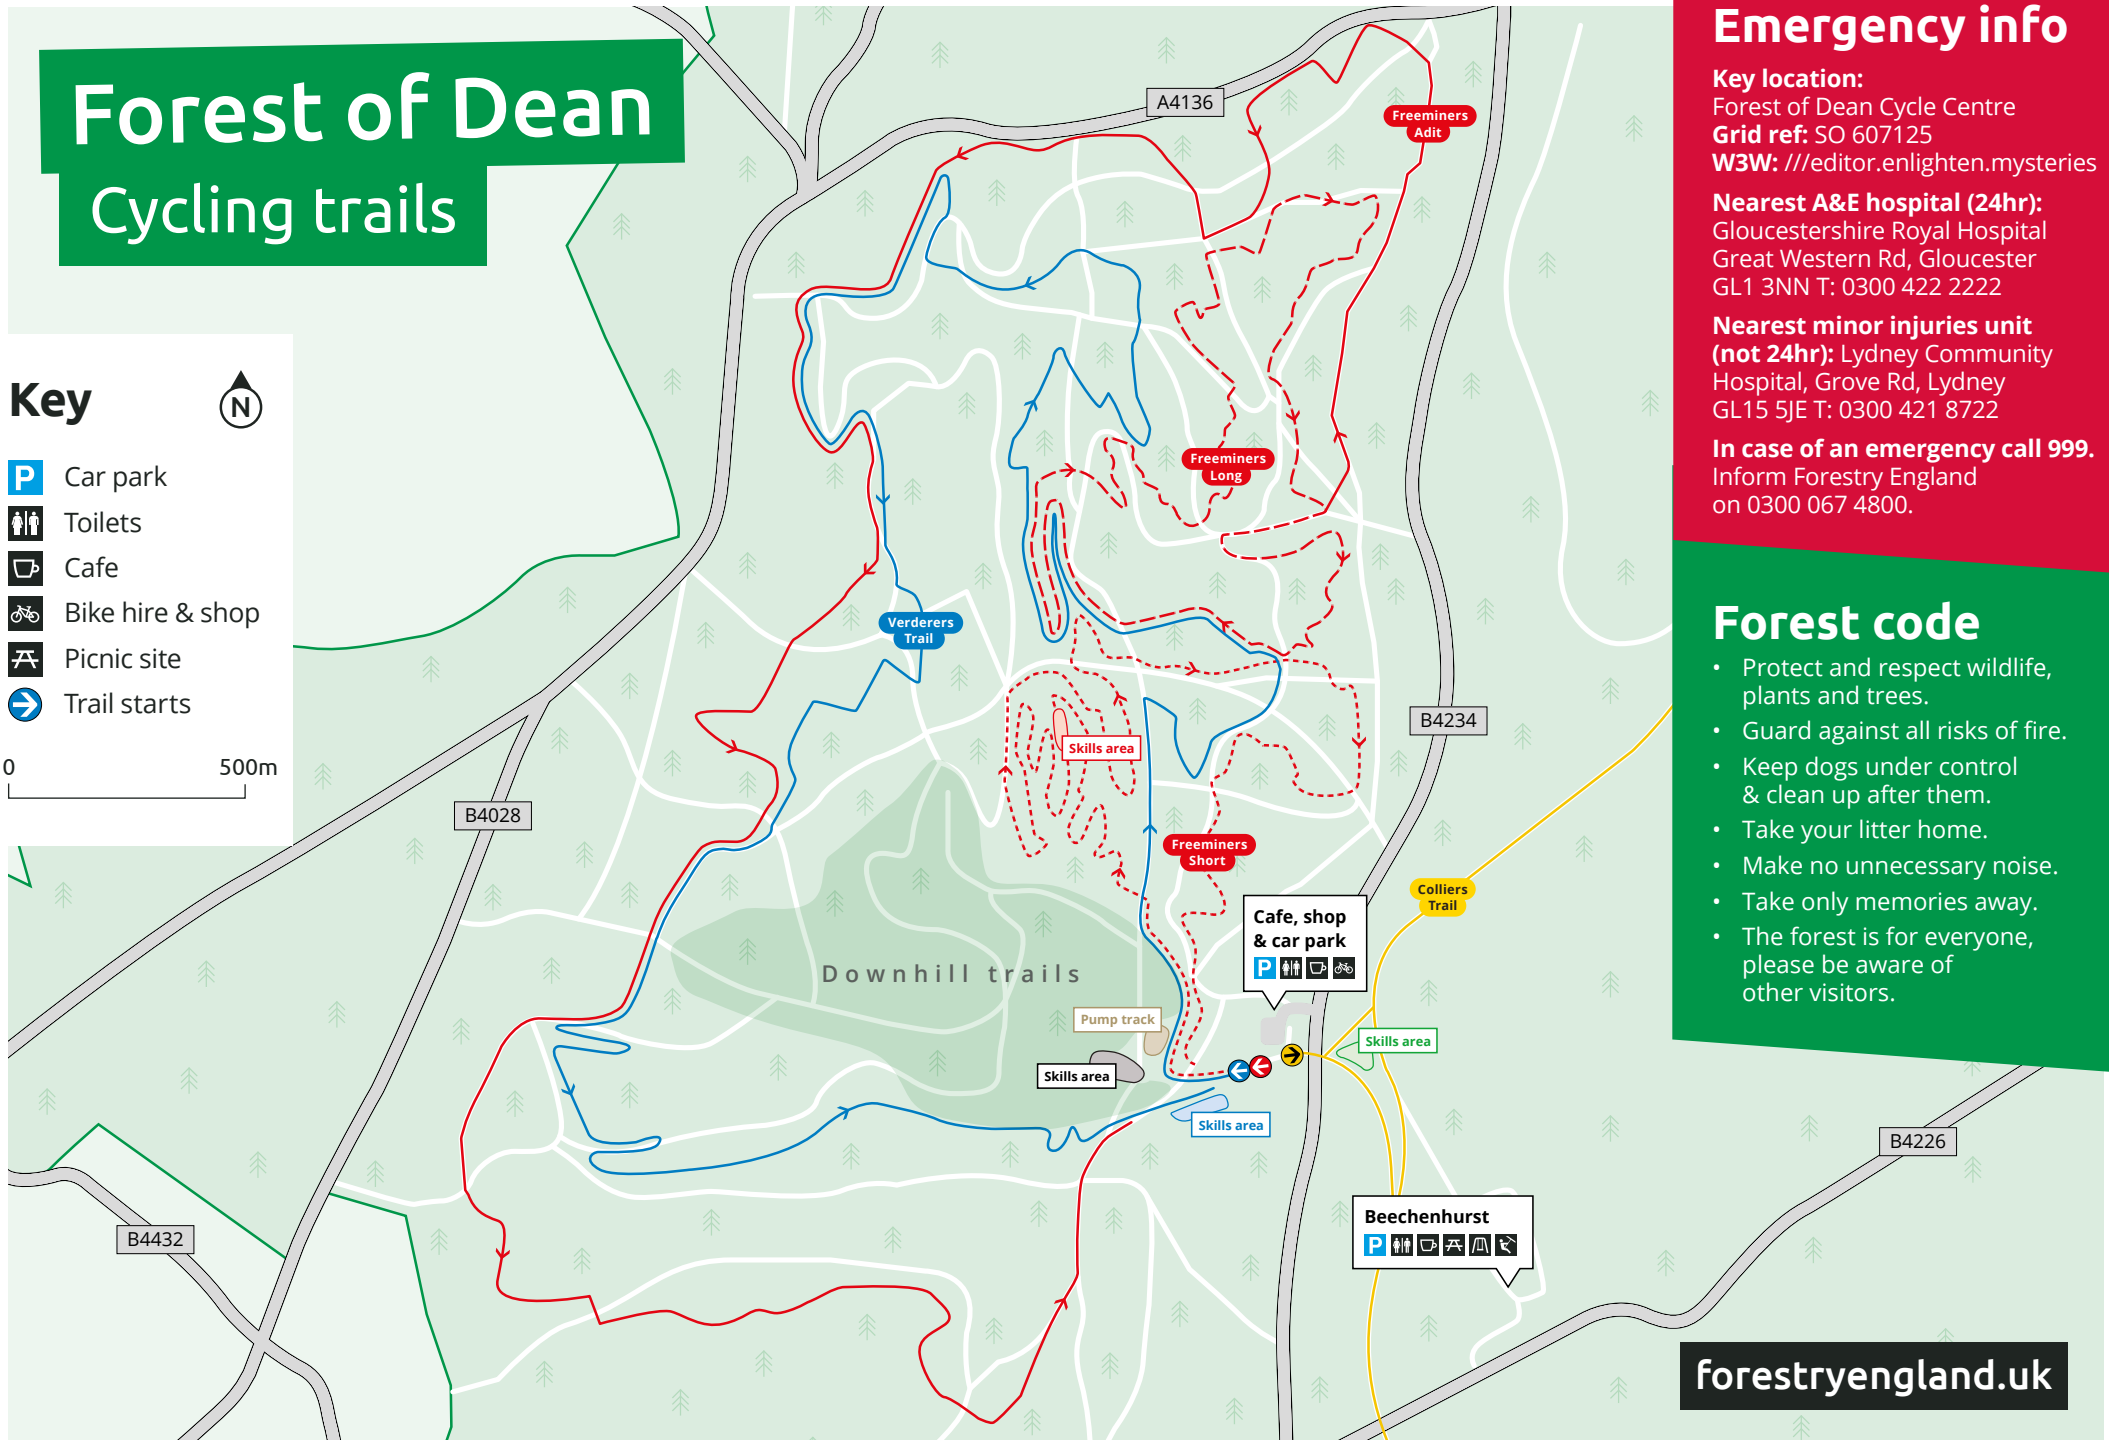 Forest of Dean
Cycling trails
Key
N
P Car park
Toilets
Cafe
Bike hire & shop
Picnic site
Trail starts
0 500m
A4136
B4028
B4432
B4234
B4226
Freeminers
Adit
Freeminers
Long
Verderers
Trail
Skills area
Freeminers
Short
Colliers
Trail
Cafe, shop
& car park
P
Downhill trails
Pump track
Skills area
Skills area
Skills area
Beechenhurst
P
Emergency info
Key location:
Forest of Dean Cycle Centre
Grid ref: SO 607125
W3W: ///editor.enlighten.mysteries
Nearest A&E hospital (24hr):
Gloucestershire Royal Hospital
Great Western Rd, Gloucester
GL1 3NN T: 0300 422 2222
Nearest minor injuries unit
(not 24hr): Lydney Community
Hospital, Grove Rd, Lydney
GL15 5JE T: 0300 421 8722
In case of an emergency call 999.
Inform Forestry England
on 0300 067 4800.
Forest code
• Protect and respect wildlife,
plants and trees.
• Guard against all risks of fire.
• Keep dogs under control
& clean up after them.
• Take your litter home.
• Make no unnecessary noise.
• Take only memories away.
• The forest is for everyone,
please be aware of
other visitors.
forestryengland.uk